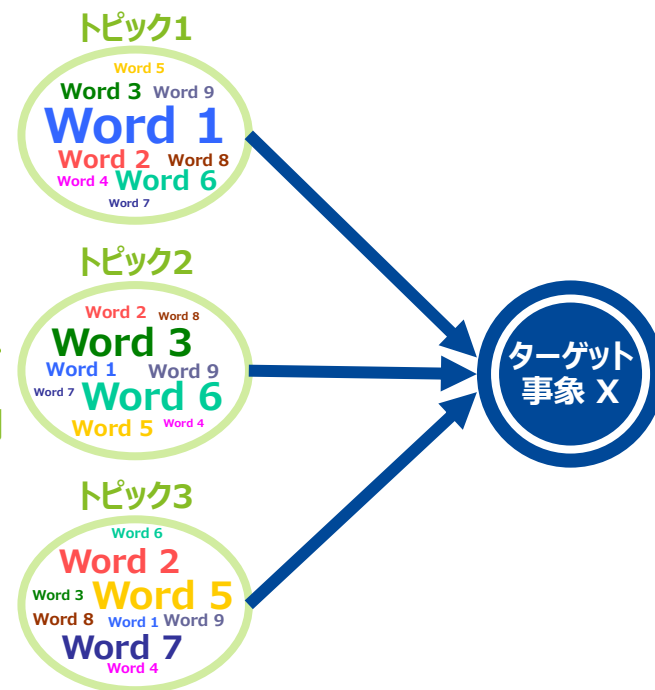 トピック1
Word 5
Word 3 Word 9
Word 1
Word 2 Word 8
Word 4 Word 6
Word 7
トピック2
Word 2 Word 8
Word 3
Word 1 Word 9
Word 7 Word 6
Word 5 Word 4
ターゲット
事象 X
トピック3
Word 6
Word 2
Word 3 Word 5
Word 8 Word 1 Word 9
Word 7
Word 4